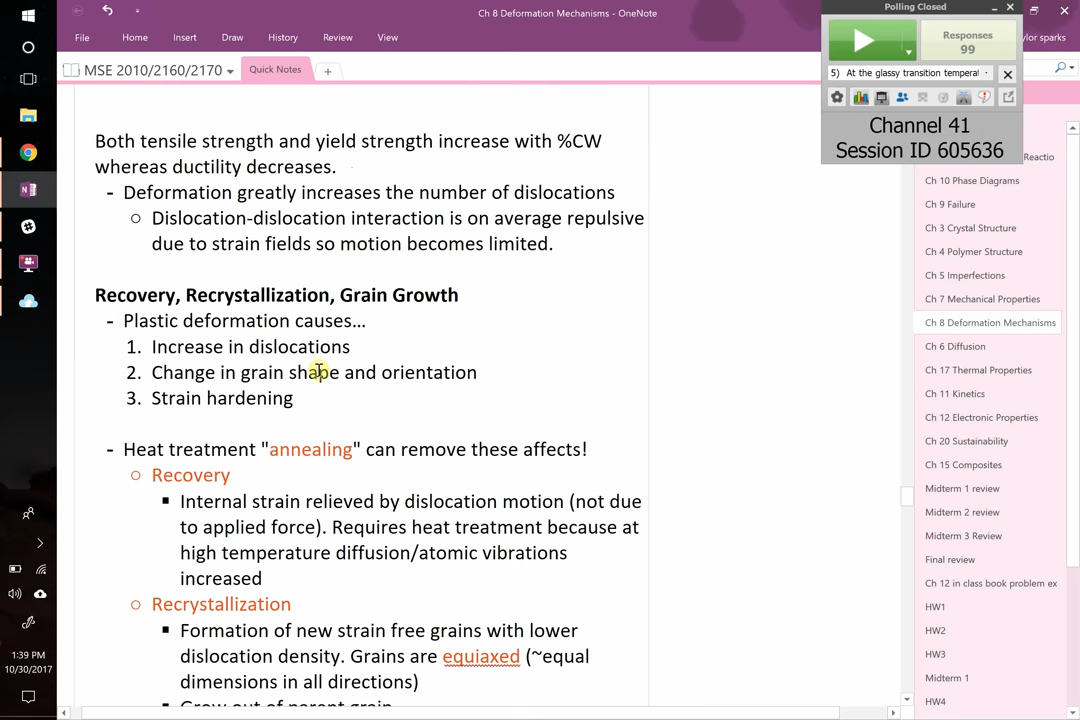 Ch 8 Deformation Mechanisms - OneNote
Polling Closed
File Home Insert Draw History Review View
Responses
99
ylor sparks
MSE 2010/2160/2170
Quick Notes
5) At the glassy transition temperat
Channel 41
Session ID 605636
Both tensile strength and yield strength increase with %CW
whereas ductility decreases.
- Deformation greatly increases the number of dislocations
Dislocation-dislocation interaction is on average repulsive
due to strain fields so motion becomes limited.
Recovery, Recrystallization, Grain Growth
- Plastic deformation causes...
1. Increase in dislocations
2. Change in grain shape and orientation
3. Strain hardening
- Heat treatment "annealing" can remove these affects!
Recovery
Internal strain relieved by dislocation motion (not due
to applied force). Requires heat treatment because at
high temperature diffusion/atomic vibrations
increased
Recrystallization
Formation of new strain free grains with lower
dislocation density. Grains are equiaxed (~equal
dimensions in all directions)
Grow out of parent grain
Reactio
Ch 10 Phase Diagrams
Ch 9 Failure
Ch 3 Crystal Structure
Ch 4 Polymer Structure
Ch 5 Imperfections
Ch 7 Mechanical Properties
Ch 8 Deformation Mechanisms
Ch 6 Diffusion
Ch 17 Thermal Properties
Ch 11 Kinetics
Ch 12 Electronic Properties
Ch 20 Sustainability
Ch 15 Composites
Midterm 1 review
Midterm 2 review
Midterm 3 Review
Final review
Ch 12 in class book problem ex
HW1
HW2
HW3
Midterm 1
HW4
1:39 PM
10/30/2017